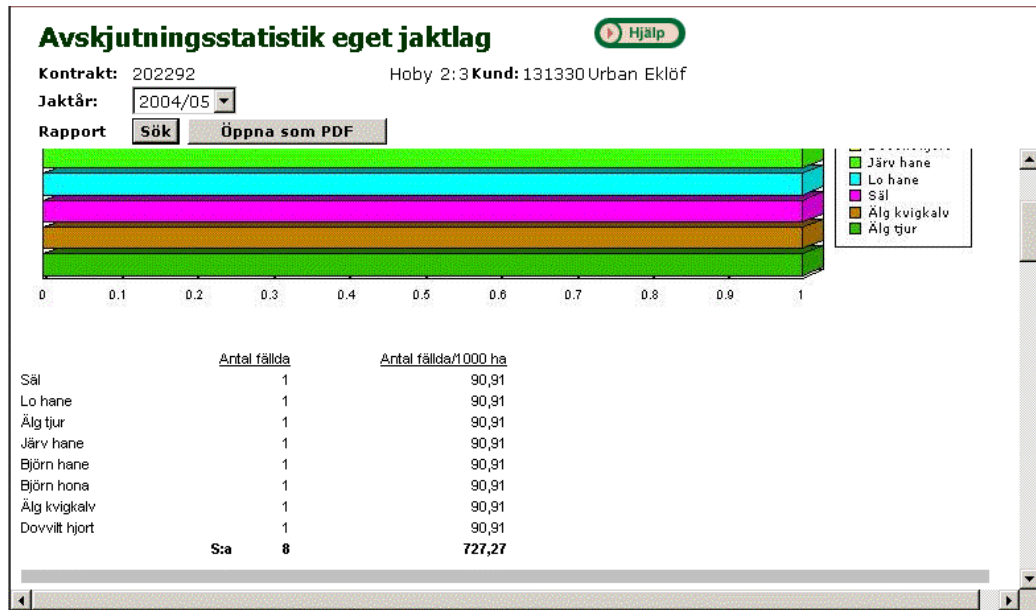 Avskjutningsstatistik eget jaktlag
Hjälp
Kontrakt: 202292 Hoby 2:3 Kund: 131330 Urban Eklöf
Jaktår: 2004/05
Rapport Sök Öppna som PDF
Järv hane
Lo hane
Säl
Älg kvigkalv
Älg tjur
0 0.1 0.2 0.3 0.4 0.5 0.6 0.7 0.8 0.9 1
Antal fällda Antal fällda/1000 ha
Säl 1 90,91
Lo hane 1 90,91
Älg tjur 1 90,91
Järv hane 1 90,91
Björn hane 1 90,91
Björn hona 1 90,91
Älg kvigkalv 1 90,91
Dovvilt hjort 1 90,91
S:a 8 727,27